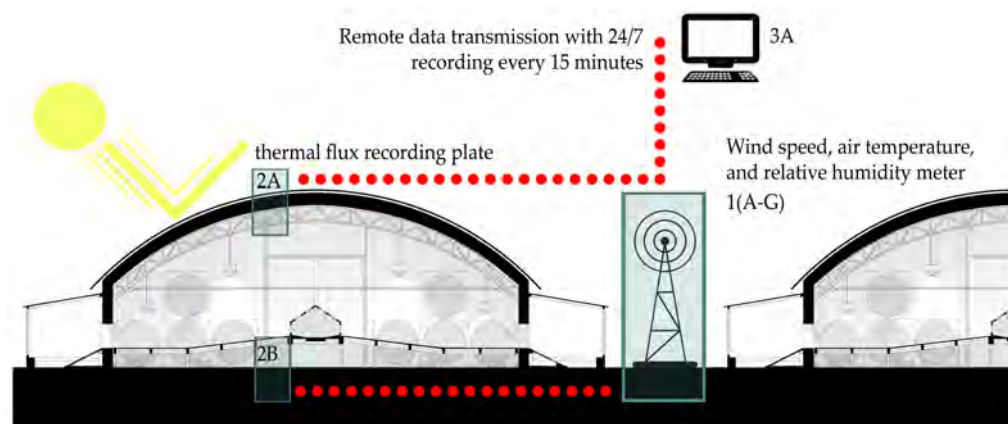 Remote data transmission with 24/7
recording every 15 minutes
3A
thermal flux recording plate
2A
Wind speed, air temperature,
and relative humidity meter
1(A-G)
2B